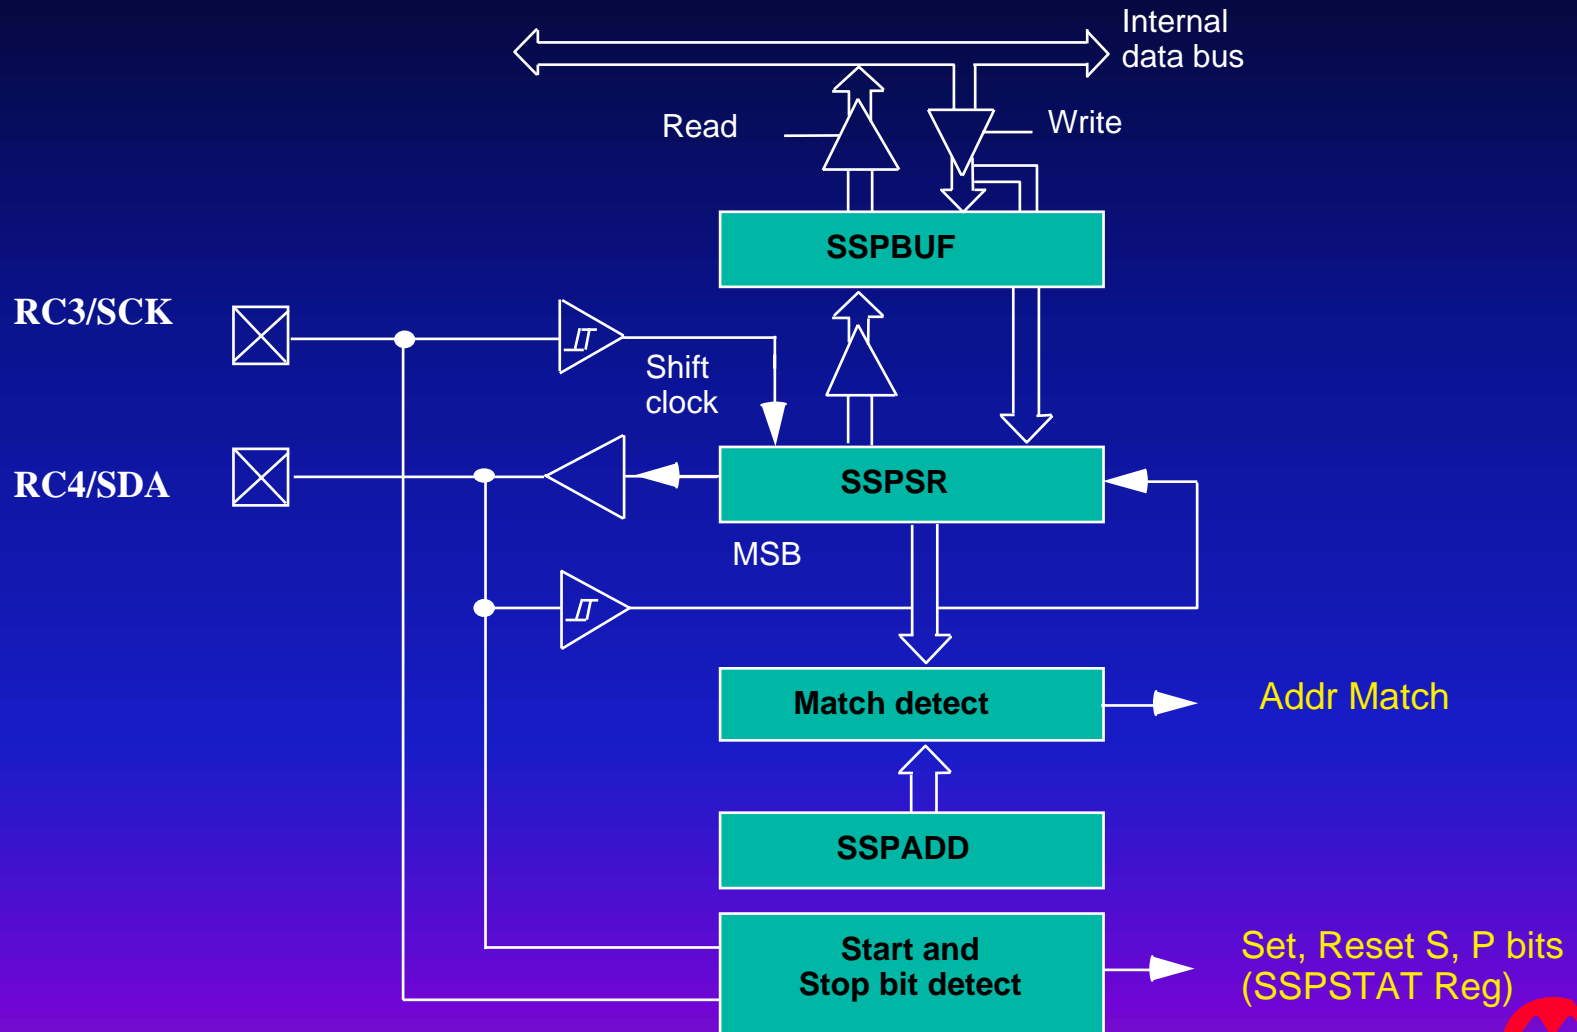 Internal
data bus
Read
Write
SSPBUF
RC3/SCK
Shift
clock
RC4/SDA
SSPSR
MSB
Match detect
Addr Match
SSPADD
Start and
Stop bit detect
Set, Reset S, P bits
(SSPSTAT Reg)